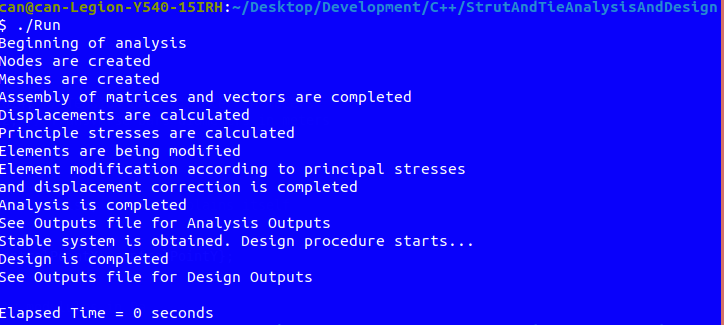 can@can-Legion-Y540-15IRH:~/Desktop/Development/C++/StrutAndTieAnalysisAndDesign
$ ./Run
Beginning of analysis
Nodes are created
Meshes are created
Assembly of matrices and vectors are completed
Displacements are calculated
Principle stresses are calculated
Elements are being modified
Element modification according to principal stresses
and displacement correction is completed
Analysis is completed
See Outputs file for Analysis Outputs
Stable system is obtained. Design procedure starts...
Design is completed
See Outputs file for Design Outputs
Elapsed Time = 0 seconds